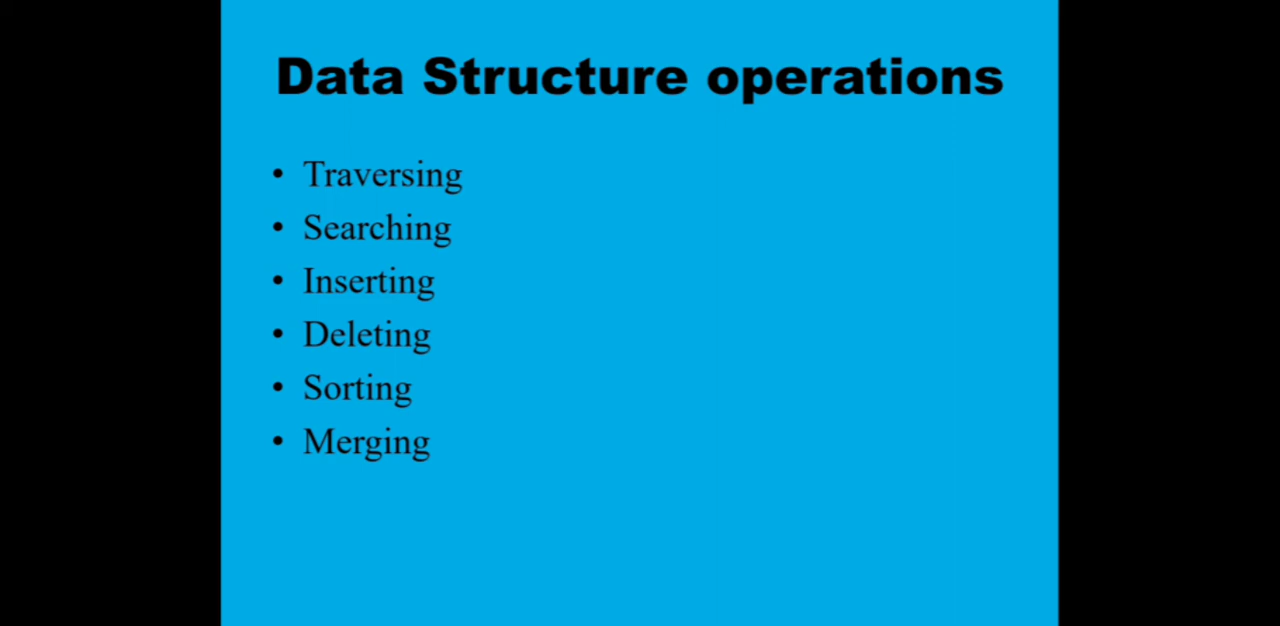 Data Structure operations
• Traversing
• Searching
• Inserting
• Deleting
• Sorting
• Merging